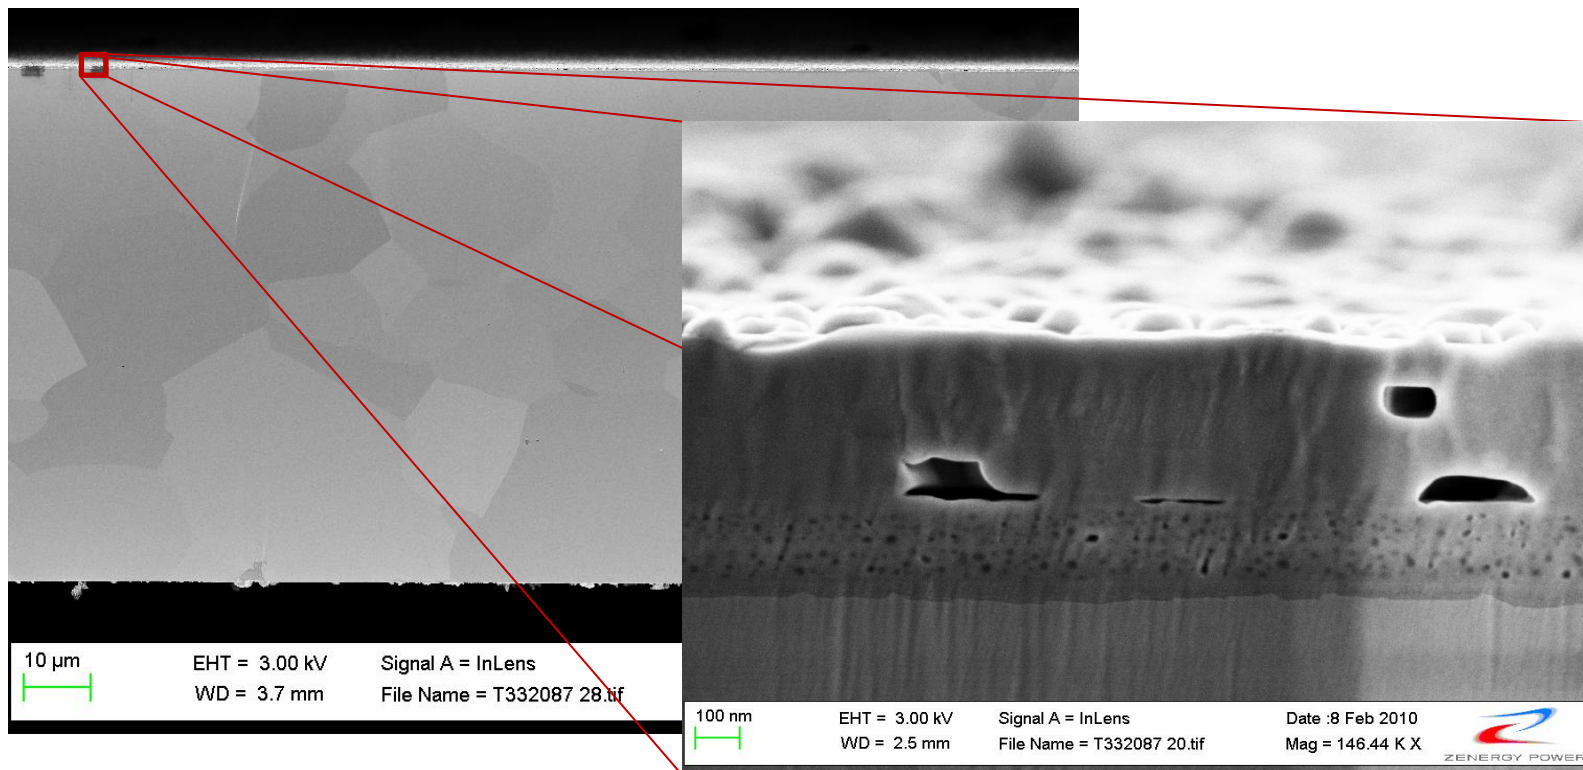 10 µm
EHT = 3.00 kV
Signal A = InLens
WD = 3.7 mm
File Name = T332087 28.tif
100 nm
EHT = 3.00 kV
Signal A = InLens
Date :8 Feb 2010
WD = 2.5 mm
File Name = T332087 20.tif
Mag = 146.44 K X
ZENERGY POWER